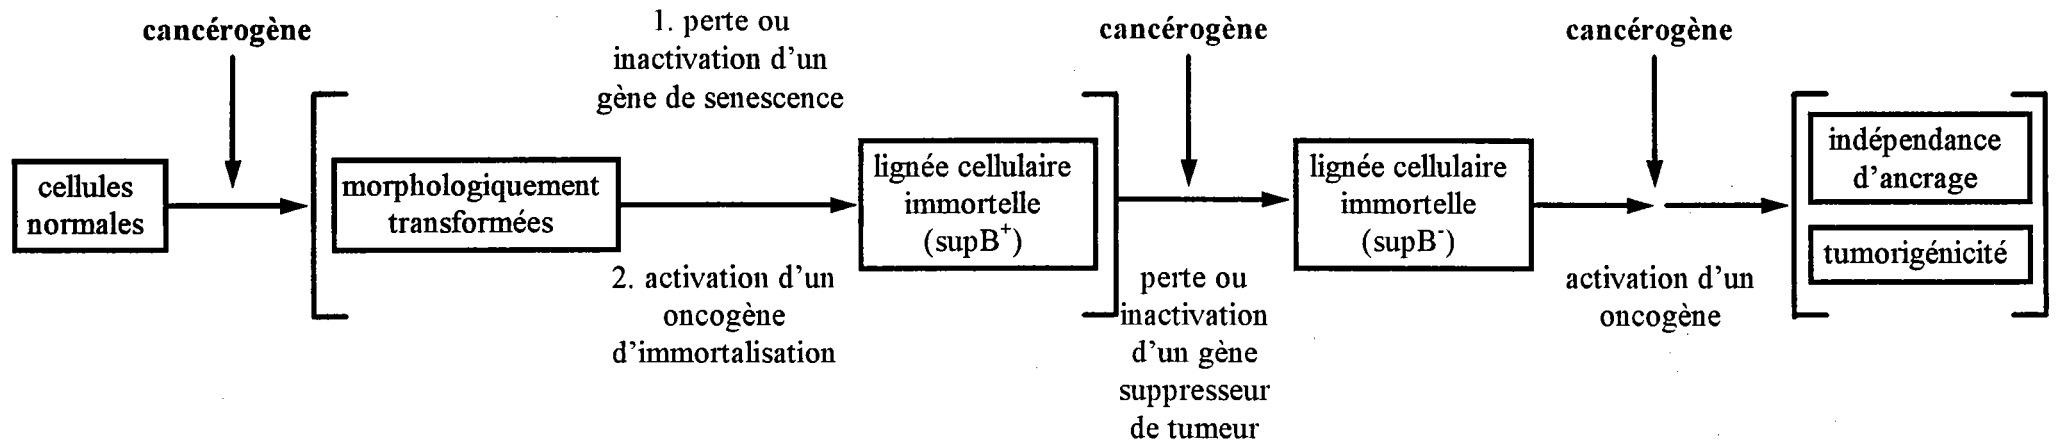 cancérogène
1. perte ou
inactivation d'un
gène de senescence
cancérogène
cancérogène
cellules
normales
morphologiquement
transformées
lignée cellulaire
immortelle
(supB⁺)
lignée cellulaire
immortelle
(supB⁻)
indépendance
d'ancrage
tumorigénicité
2. activation d'un
oncogène
d'immortalisation
perte ou
inactivation
d'un gène
suppresseur
de tumeur
activation d'un
oncogène